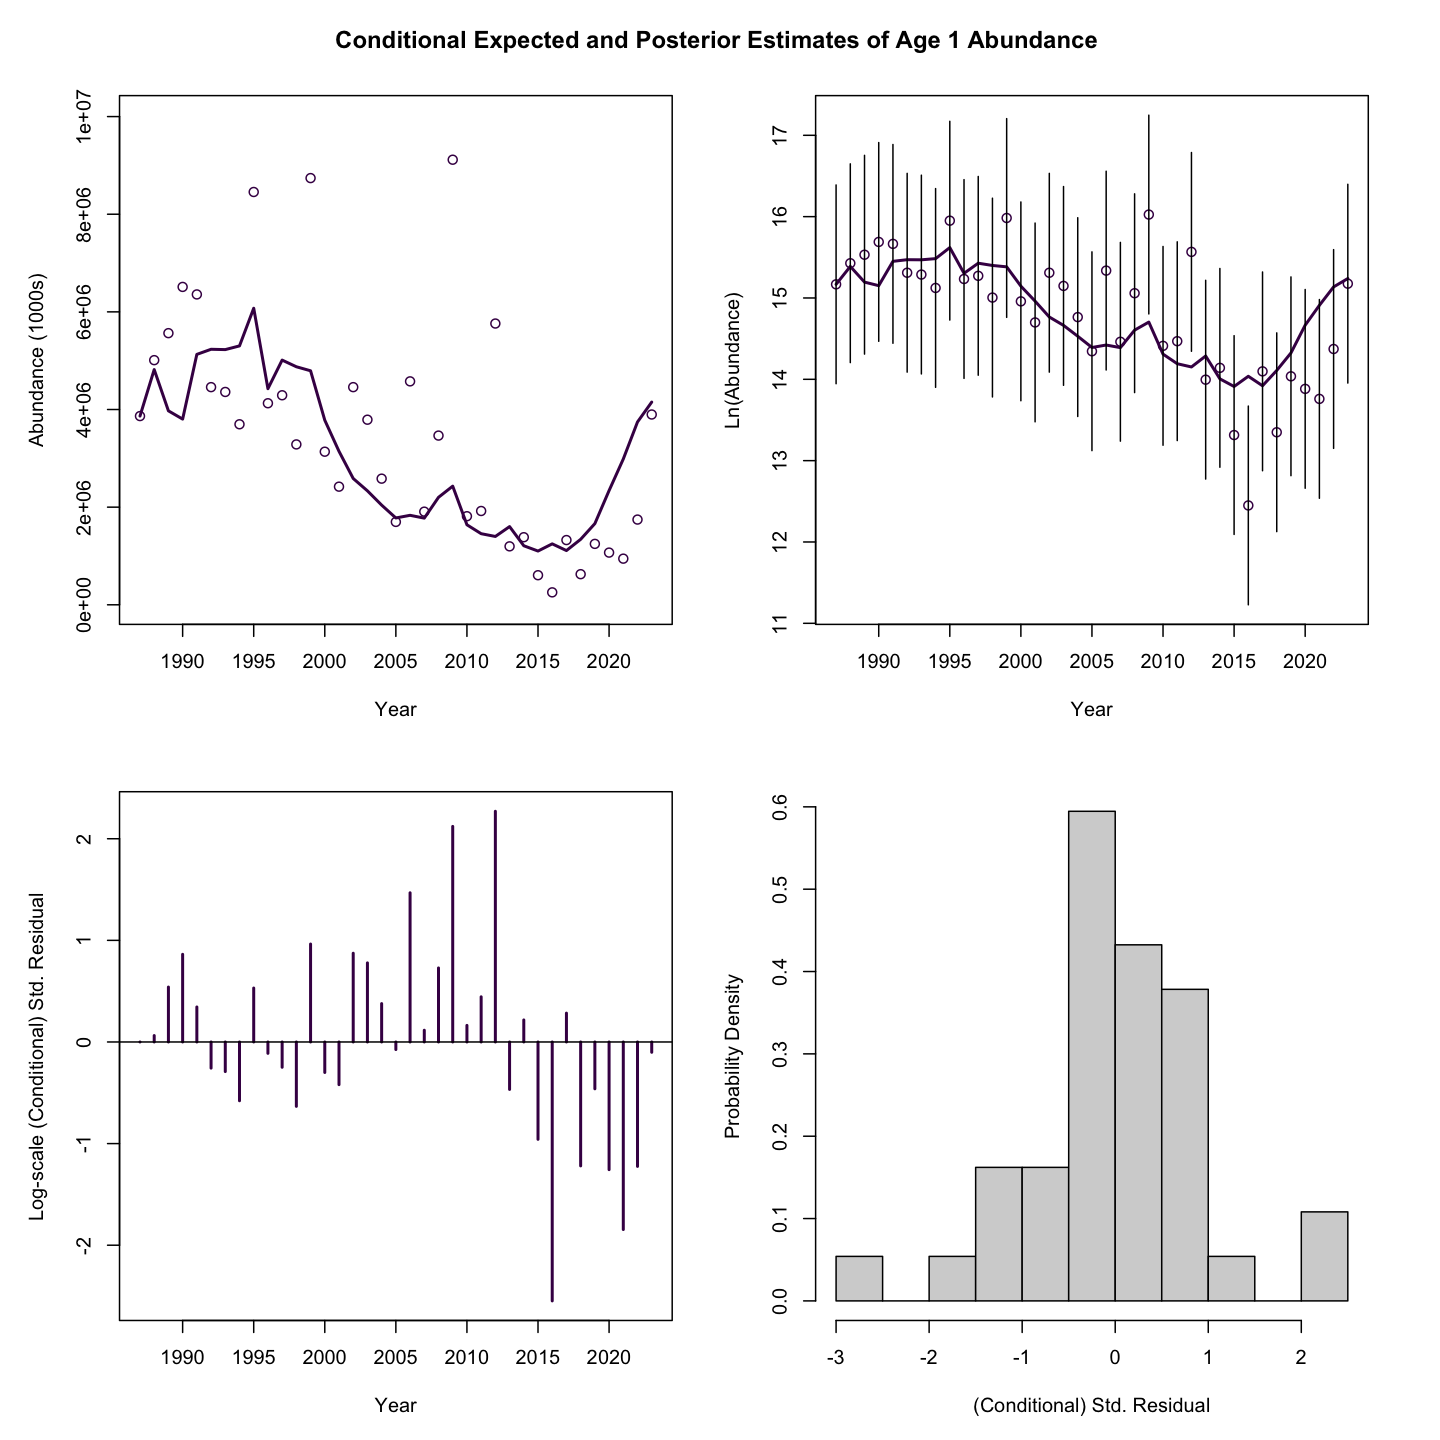 Conditional Expected and Posterior Estimates of Age 1 Abundance
Abundance (1000s)
1e+07
8e+06
6e+06
4e+06
2e+06
0e+00
1990 1995 2000 2005 2010 2015 2020
Year
Ln(Abundance)
17
16
15
14
13
12
11
1990 1995 2000 2005 2010 2015 2020
Year
Log-scale (Conditional) Std. Residual
2
1
0
-1
-2
1990 1995 2000 2005 2010 2015 2020
Year
Probability Density
0.6
0.5
0.4
0.3
0.2
0.1
0.0
-3 -2 -1 0 1 2
(Conditional) Std. Residual